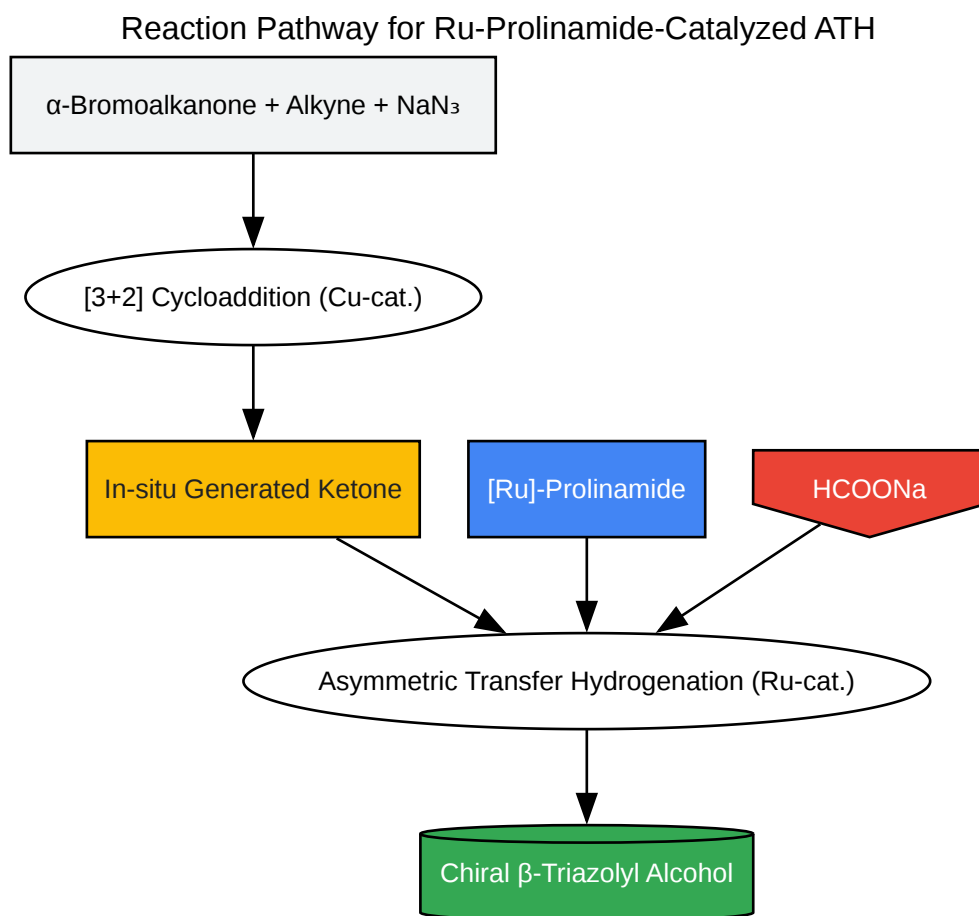 Reaction Pathway for Ru-Prolinamide-Catalyzed ATH
α-Bromoalkanone + Alkyne + NaN₃
[3+2] Cycloaddition (Cu-cat.)
In-situ Generated Ketone
[Ru]-Prolinamide
HCOONa
Asymmetric Transfer Hydrogenation (Ru-cat.)
Chiral β-Triazolyl Alcohol